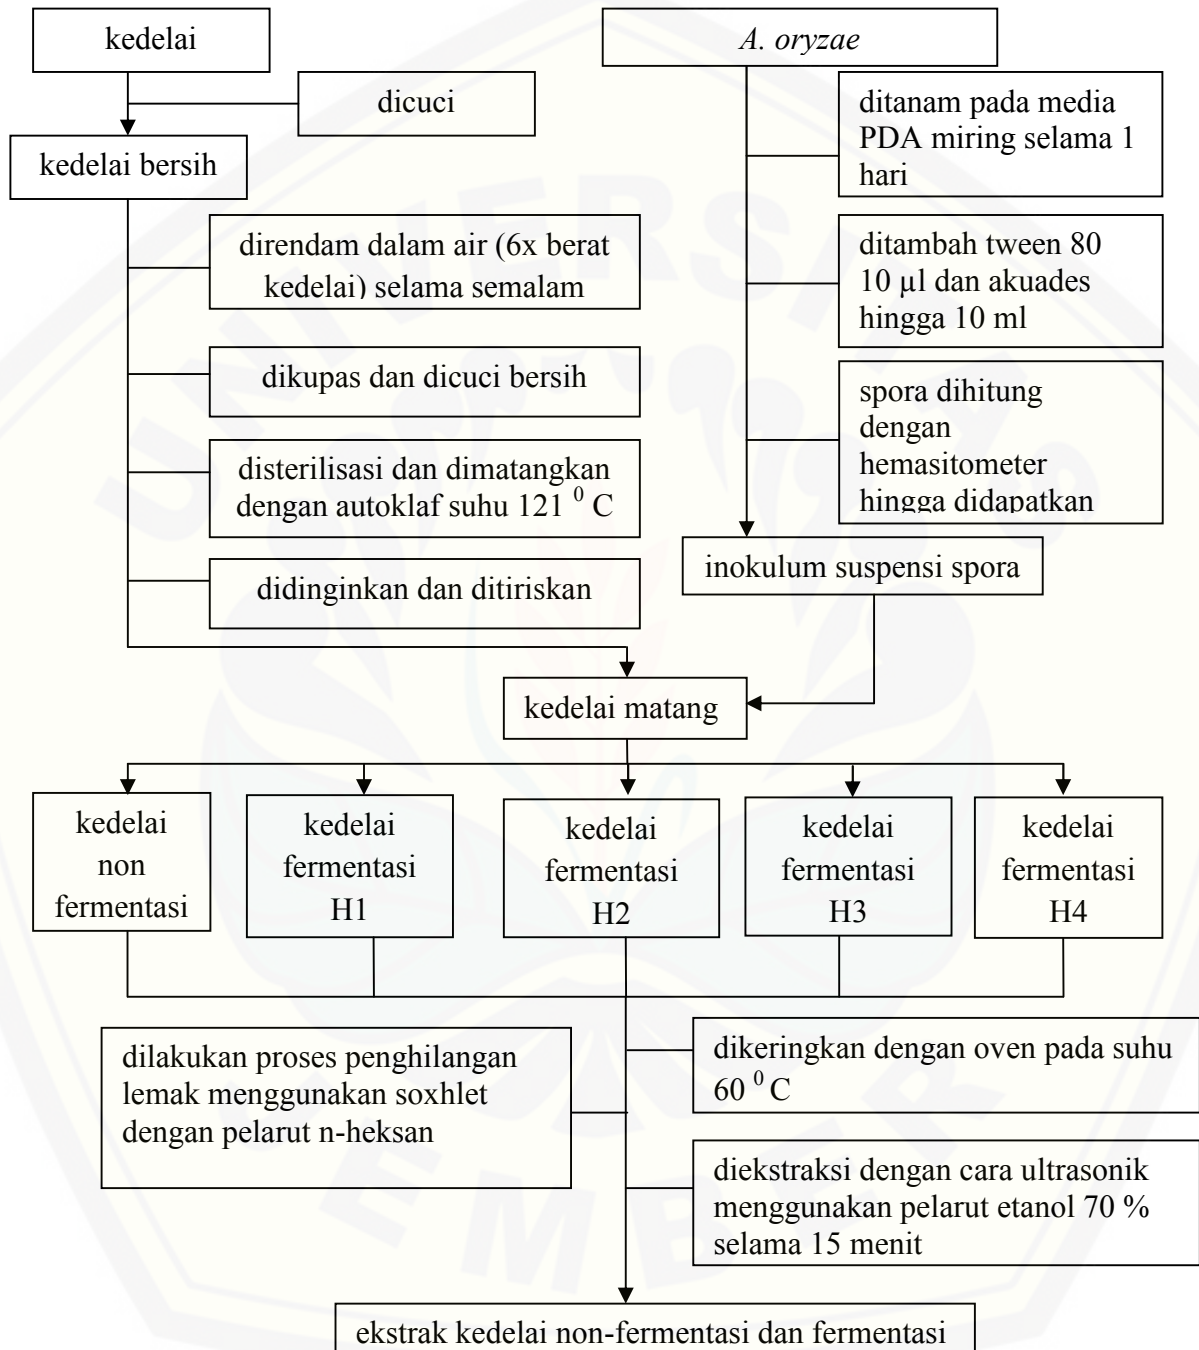 kedelai
A. oryzae
dicuci
ditanam pada media
PDA miring selama 1
hari
kedelai bersih
direndam dalam air (6x berat
kedelai) selama semalam
ditambah tween 80
10 µl dan akuades
hingga 10 ml
dikupas dan dicuci bersih
spora dihitung
dengan
hemasitometer
hingga didapatkan
disterilisasi dan dimatangkan
dengan autoklaf suhu 121 ⁰ C
didinginkan dan ditiriskan
inokulum suspensi spora
kedelai matang
kedelai
non
fermentasi
kedelai
fermentasi
H1
kedelai
fermentasi
H2
kedelai
fermentasi
H3
kedelai
fermentasi
H4
dikeringkan dengan oven pada suhu
60 ⁰ C
dilakukan proses penghilangan
lemak menggunakan soxhlet
dengan pelarut n-heksan
diekstraksi dengan cara ultrasonik
menggunakan pelarut etanol 70 %
selama 15 menit
ekstrak kedelai non-fermentasi dan fermentasi
UNIVERSITAS
JEMBER